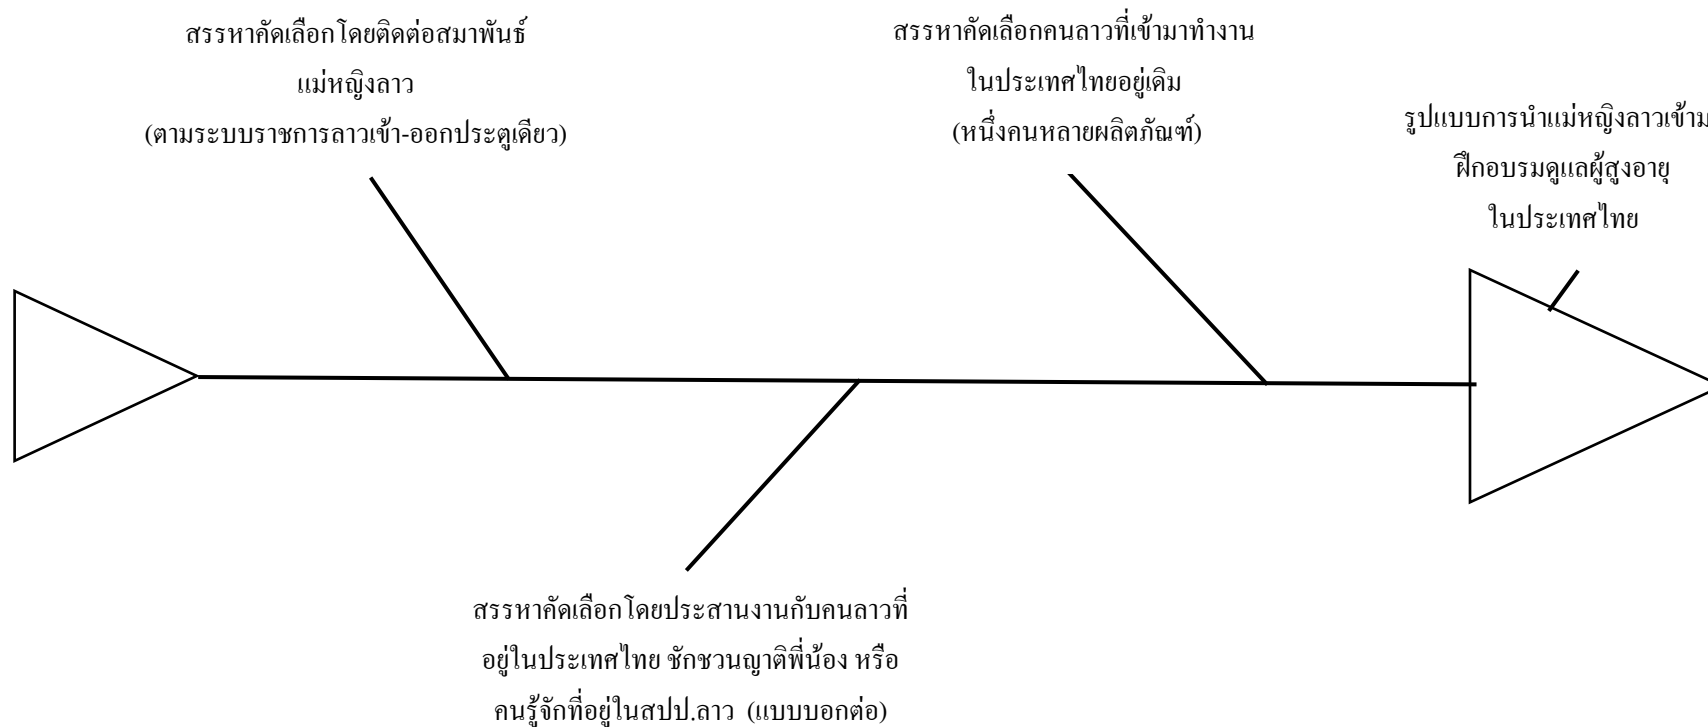 สรรหาคัดเลือกโดยติดต่อสมาพันธ์
แม่หญิงลาว
(ตามระบบราชการลาวเข้า-ออกประตูเดียว)
สรรหาคัดเลือกคนลาวที่เข้ามาทำงาน
ในประเทศไทยอยู่เดิม
(หนึ่งคนหลายผลิตภัณฑ์)
รูปแบบการนำแม่หญิงลาวเข้าม
ฝึกอบรมดูแลผู้สูงอายุ
ในประเทศไทย
สรรหาคัดเลือกโดยประสานงานกับคนลาวที่
อยู่ในประเทศไทย ชักชวนญาติพี่น้อง หรือ
คนรู้จักที่อยู่ในสปป.ลาว (แบบบอกต่อ)